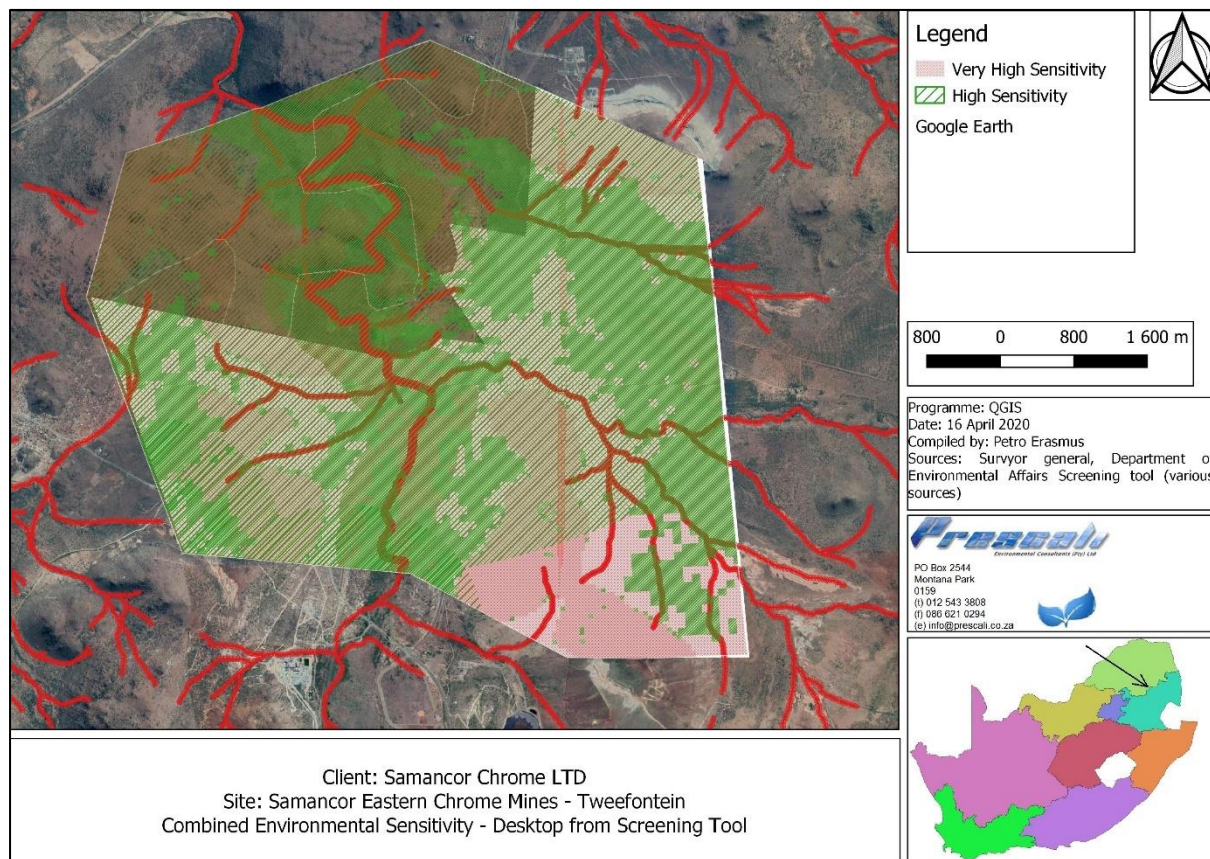 Legend
Very High Sensitivity
High Sensitivity
Google Earth
800 0 800 1 600 m
Programme: QGIS
Date: 16 April 2020
Compiled by: Petro Erasmus
Sources: Survyor general, Department of
Environmental Affairs Screening tool (various
sources)
Prescali
Environmental Consultants (Pty) Ltd
PO Box 2544
Montana Park
0159
(t) 012 543 3808
(f) 086 621 0294
(e) info@prescali.co.za
Client: Samancor Chrome LTD
Site: Samancor Eastern Chrome Mines - Tweefontein
Combined Environmental Sensitivity - Desktop from Screening Tool